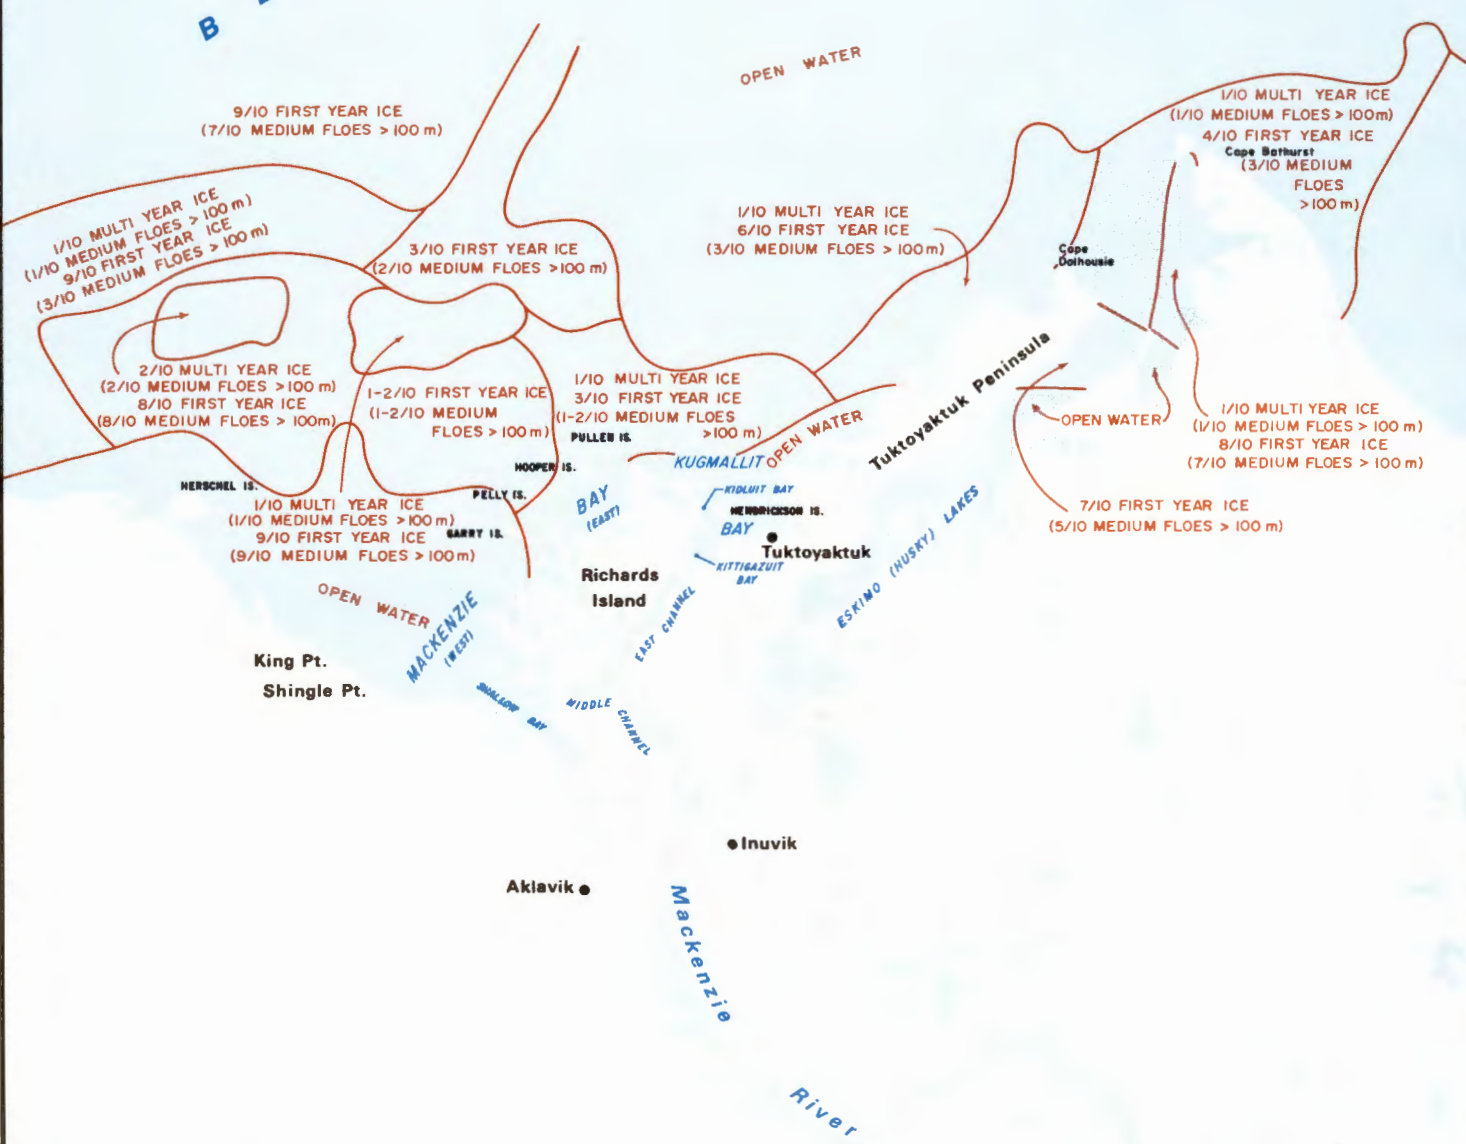 B
OPEN WATER
9/10 FIRST YEAR ICE
(7/10 MEDIUM FLOES > 100 m)
1/10 MULTI YEAR ICE
(1/10 MEDIUM FLOES > 100m)
4/10 FIRST YEAR ICE
Cape Bathurst
(3/10 MEDIUM
FLOES
>100 m)
1/10 MULTI YEAR ICE
(1/10 MEDIUM FLOES > 100 m)
9/10 FIRST YEAR ICE
(3/10 MEDIUM FLOES > 100 m)
3/10 FIRST YEAR ICE
(2/10 MEDIUM FLOES >100 m)
1/10 MULTI YEAR ICE
6/10 FIRST YEAR ICE
(3/10 MEDIUM FLOES > 100m)
Cape
Dalhousie
2/10 MULTI YEAR ICE
(2/10 MEDIUM FLOES > 100 m)
8/10 FIRST YEAR ICE
(8/10 MEDIUM FLOES > 100m)
1-2/10 FIRST YEAR ICE
(1-2/10 MEDIUM
FLOES > 100 m)
1/10 MULTI YEAR ICE
3/10 FIRST YEAR ICE
(1-2/10 MEDIUM FLOES
>100 m)
PULLEN IS.
OPEN WATER
Tuktoyaktuk Peninsula
OPEN WATER
1/10 MULTI YEAR ICE
(1/10 MEDIUM FLOES > 100 m)
8/10 FIRST YEAR ICE
(7/10 MEDIUM FLOES > 100 m)
7/10 FIRST YEAR ICE
(5/10 MEDIUM FLOES > 100 m)
HOOPER IS.
KUGMALLIT
HERSCHEL IS.
PELLY IS.
BAY
(EAST)
KIDLUIT BAY
HENDRICKSON IS.
BAY
Tuktoyaktuk
KITTIGAZUIT
BAY
ESKIMO (HUSKY) LAKES
1/10 MULTI YEAR ICE
(1/10 MEDIUM FLOES > 100 m)
9/10 FIRST YEAR ICE
(9/10 MEDIUM FLOES > 100 m)
GARRY IS.
Richards
Island
OPEN WATER
MACKENZIE
(WEST)
EAST CHANNEL
King Pt.
Shingle Pt.
SHALLOW BAY
MIDDLE CHANNEL
Inuvik
Aklavik
Mackenzie
River